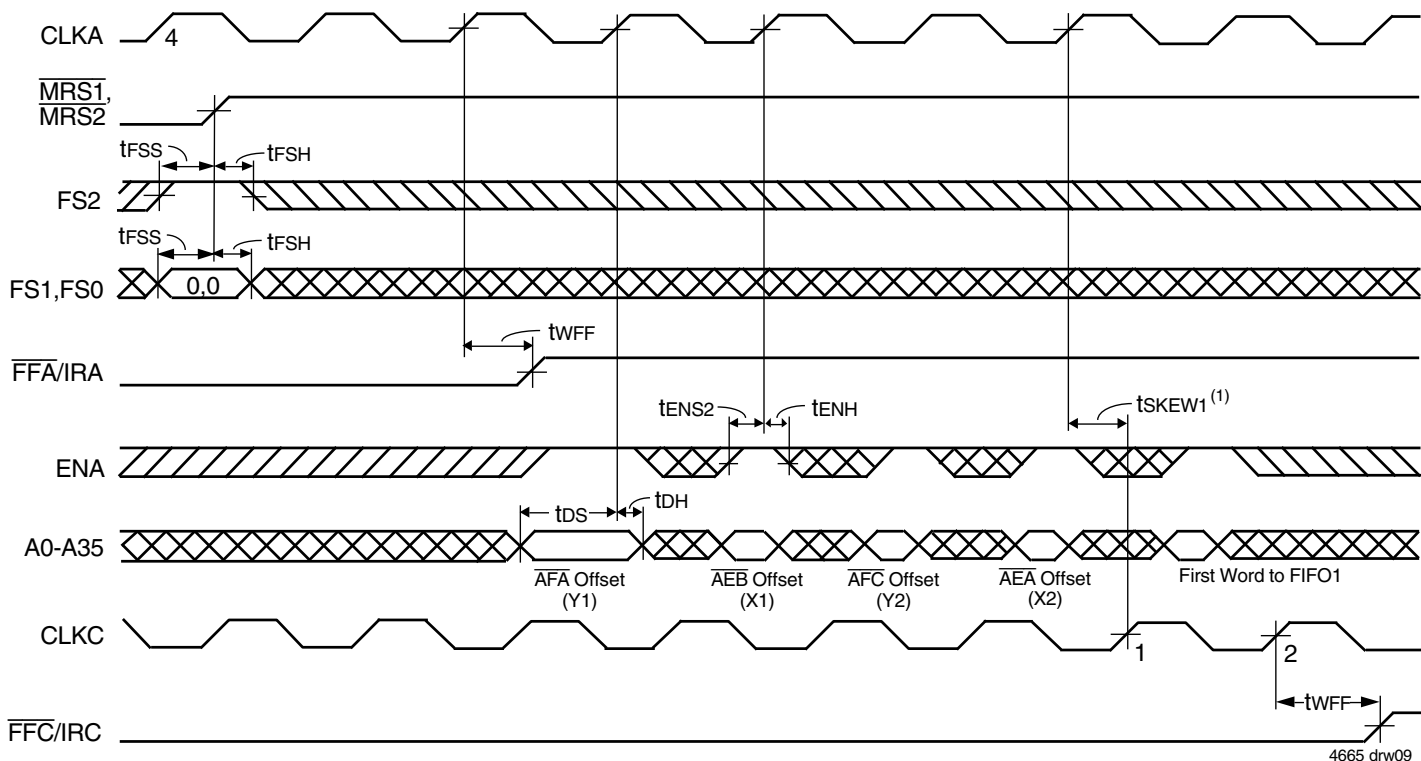 CLKA
4
MRS1,
MRS2
tFSS
tFSH
FS2
tFSS
tFSH
FS1,FS0
0,0
tWFF
FFA/IRA
tENS2
tENH
tSKEW1(1)
ENA
tDS
tDH
A0-A35
AFA Offset
(Y1)
AEB Offset
(X1)
AFC Offset
(Y2)
AEA Offset
(X2)
First Word to FIFO1
CLKC
1
2
tWFF
FFC/IRC
4665 drw09